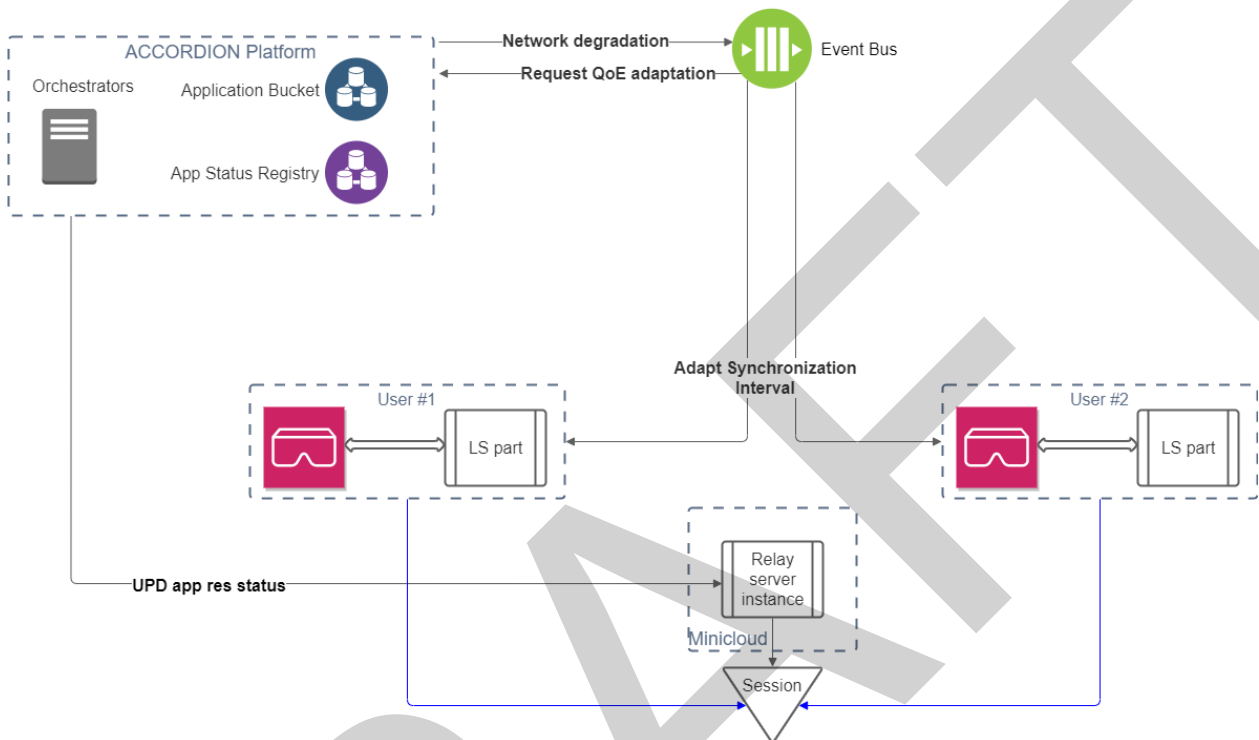 ACCORDION Platform
Orchestrators
Application Bucket
App Status Registry
Network degradation
Request QoE adaptation
Event Bus
Adapt Synchronization
Interval
User #1
LS part
User #2
LS part
UPD app res status
Relay
server
instance
Minicloud
Session
DRAFT